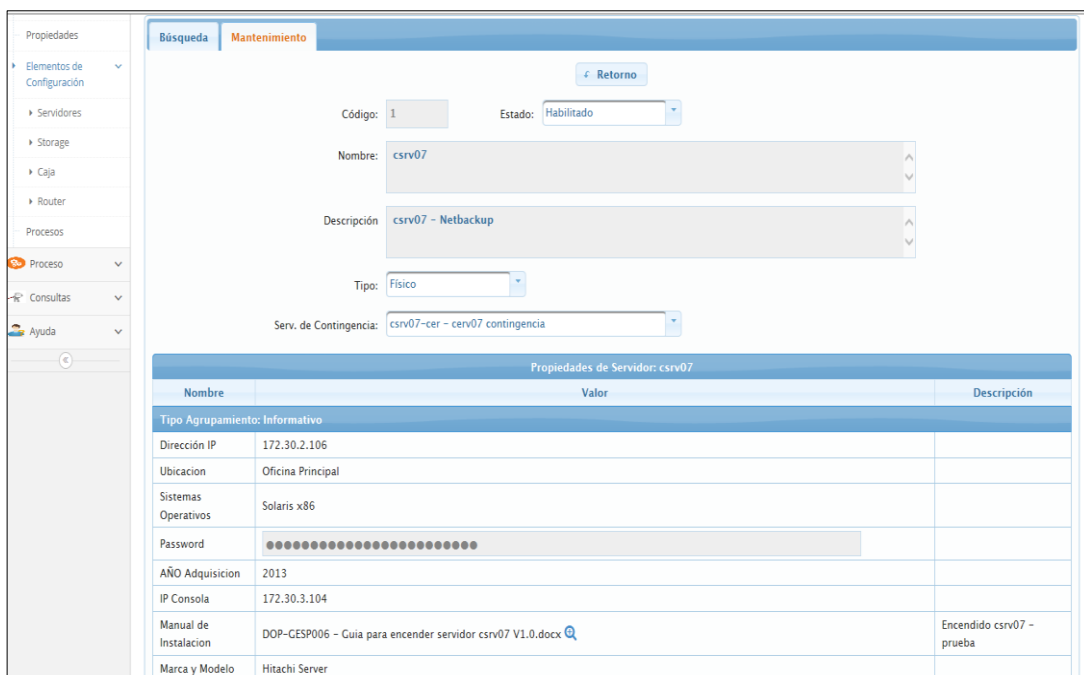 Propiedades
Elementos de
Configuración
Servidores
Storage
Caja
Router
Procesos
Proceso
Consultas
Ayuda
Búsqueda
Mantenimiento
Retorno
Código: 1 Estado: Habilitado
Nombre: csrv07
Descripción csrv07 - Netbackup
Tipo: Físico
Serv. de Contingencia: csrv07-cer - cerv07 contingencia
Propiedades de Servidor: csrv07
Nombre Valor Descripción
Tipo Agrupamiento: Informativo
Dirección IP 172.30.2.106
Ubicacion Oficina Principal
Sistemas
Operativos Solaris x86
Password ●●●●●●●●●●●●●●●●●●●●●●●●
AÑO Adquisicion 2013
IP Consola 172.30.3.104
Manual de
Instalacion DOP-GESP006 - Guia para encender servidor csrv07 V1.0.docx Encendido csrv07 -
prueba
Marca y Modelo Hitachi Server